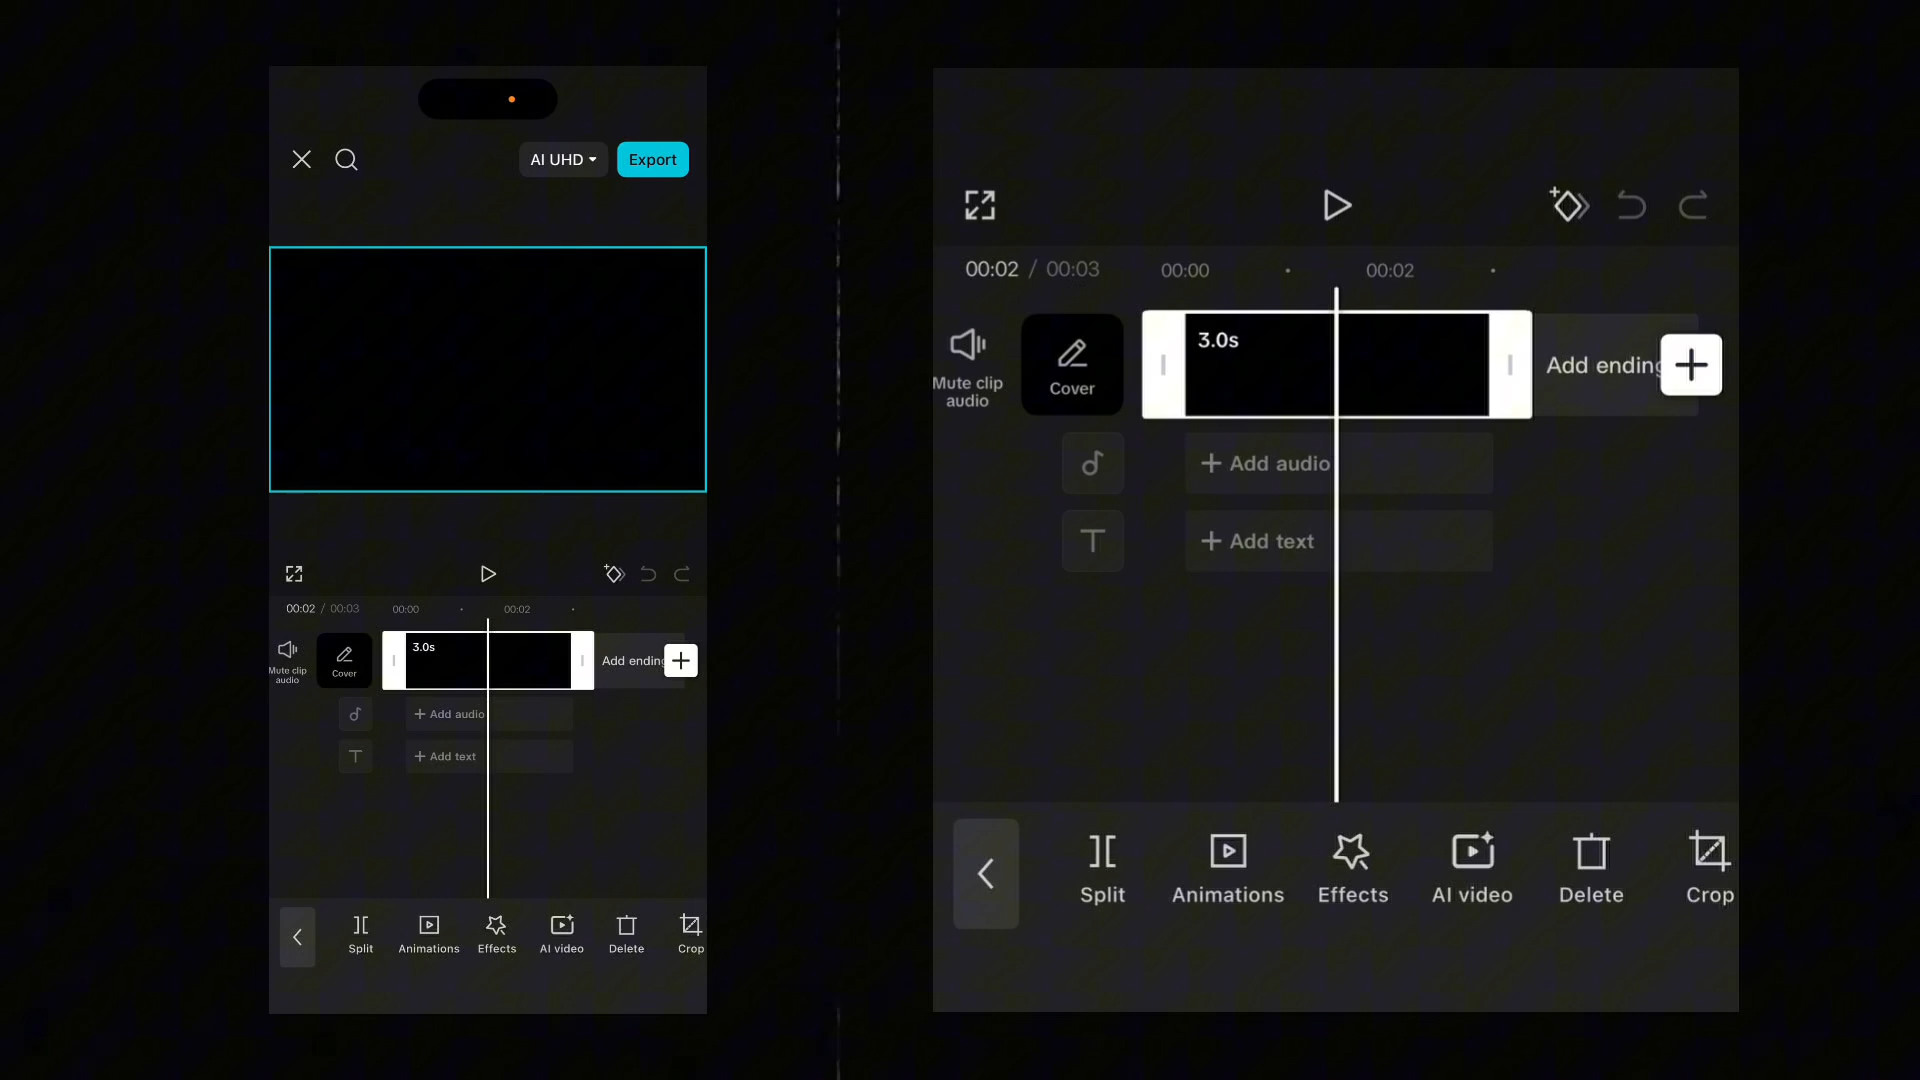 AI UHD
Export
00:02 / 00:03
00:00
00:02
Mute clip
audio
Cover
3.0s
Add ending
Add audio
Add text
Split
Animations
Effects
AI video
Delete
Crop
00:02 / 00:03
00:00
00:02
Mute clip
audio
Cover
3.0s
Add ending
Add audio
Add text
Split
Animations
Effects
AI video
Delete
Crop